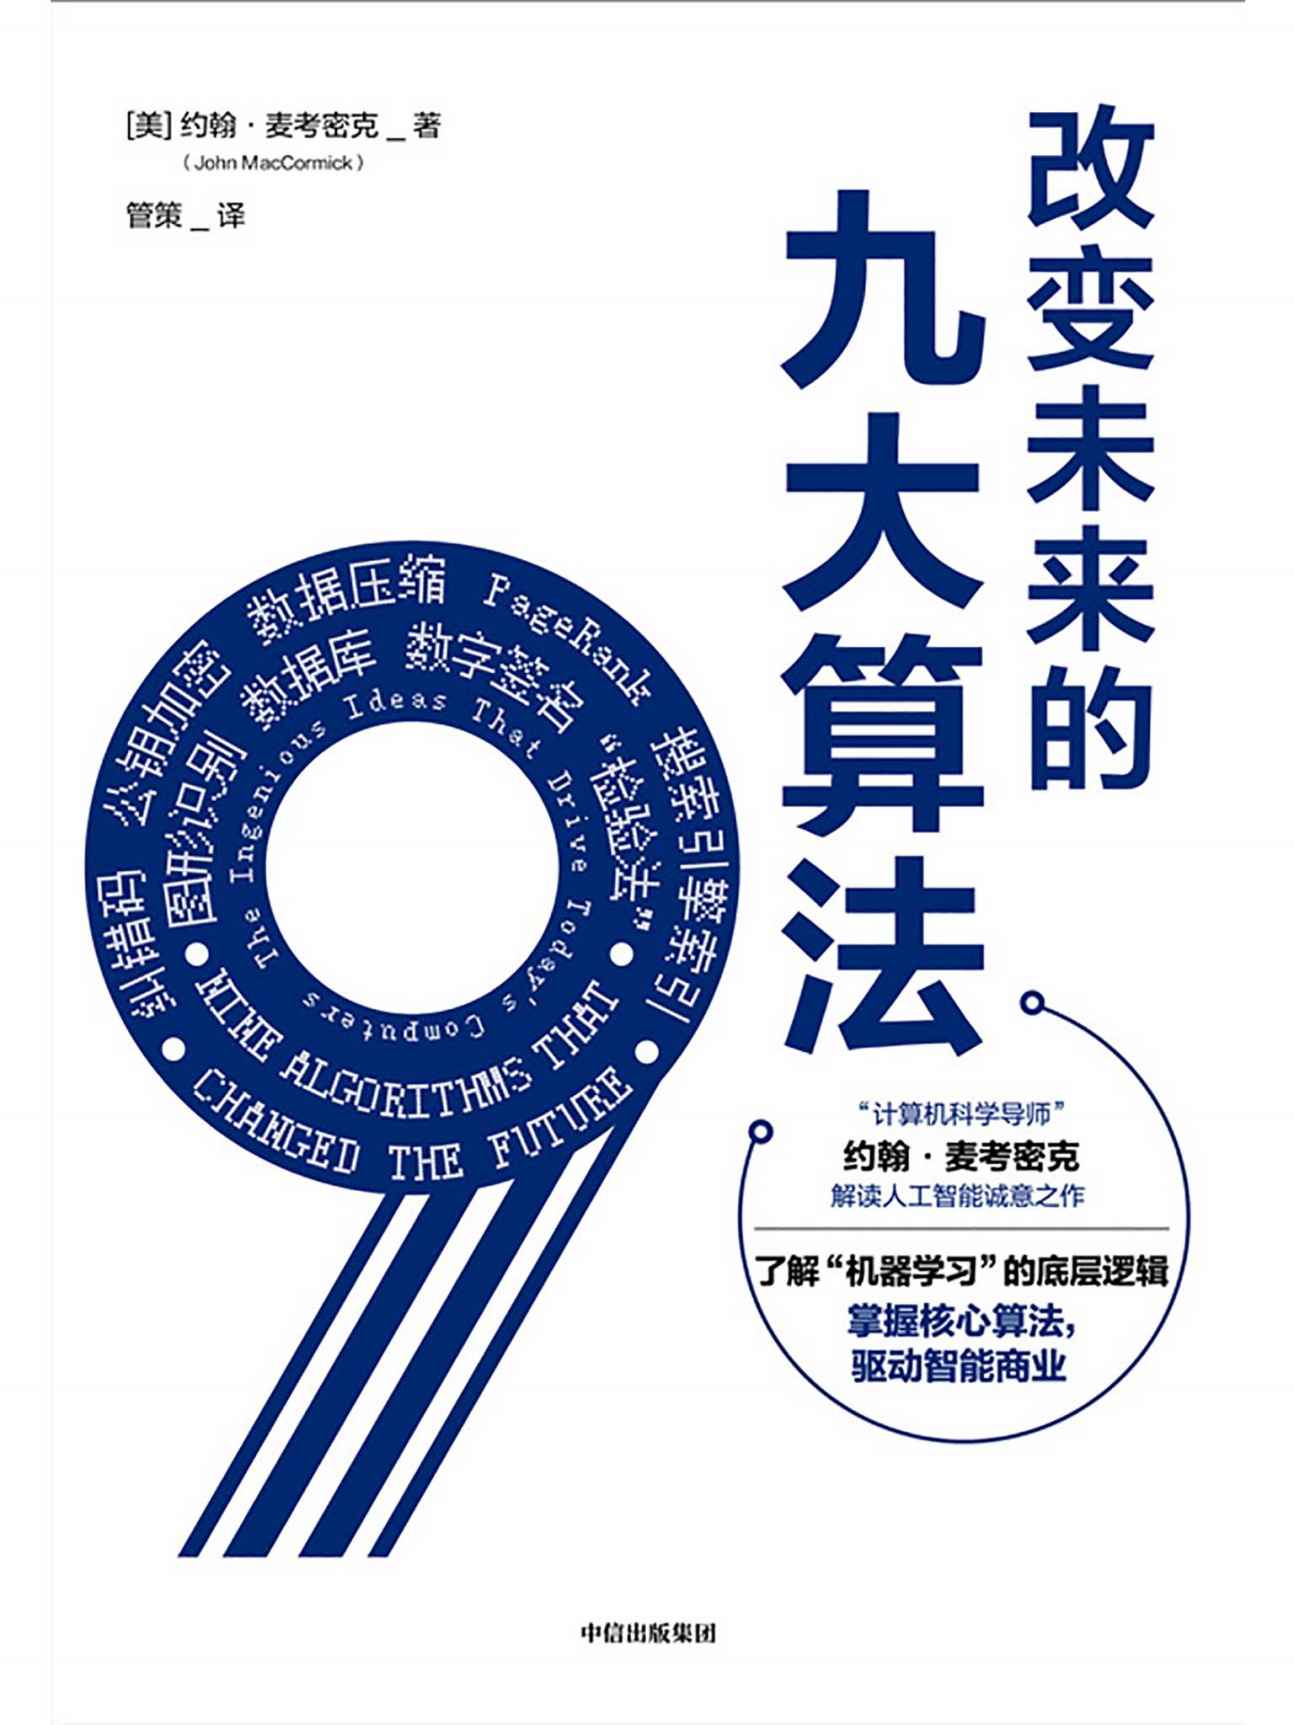 [美] 约翰·麦考密克_著
（John MacCormick）
管策_译
改变未来的
九大算法
纠错码 公钥加密 数据压缩 PageRank 搜索引擎索引
图形识别 数据库 数字签名 “检验法”
The Ingenious Ideas That Drive Today's Computers
NINE ALGORITHMS THAT
CHANGED THE FUTURE
“计算机科学导师”
约翰·麦考密克
解读人工智能诚意之作
了解“机器学习”的底层逻辑
掌握核心算法，
驱动智能商业
中信出版集团